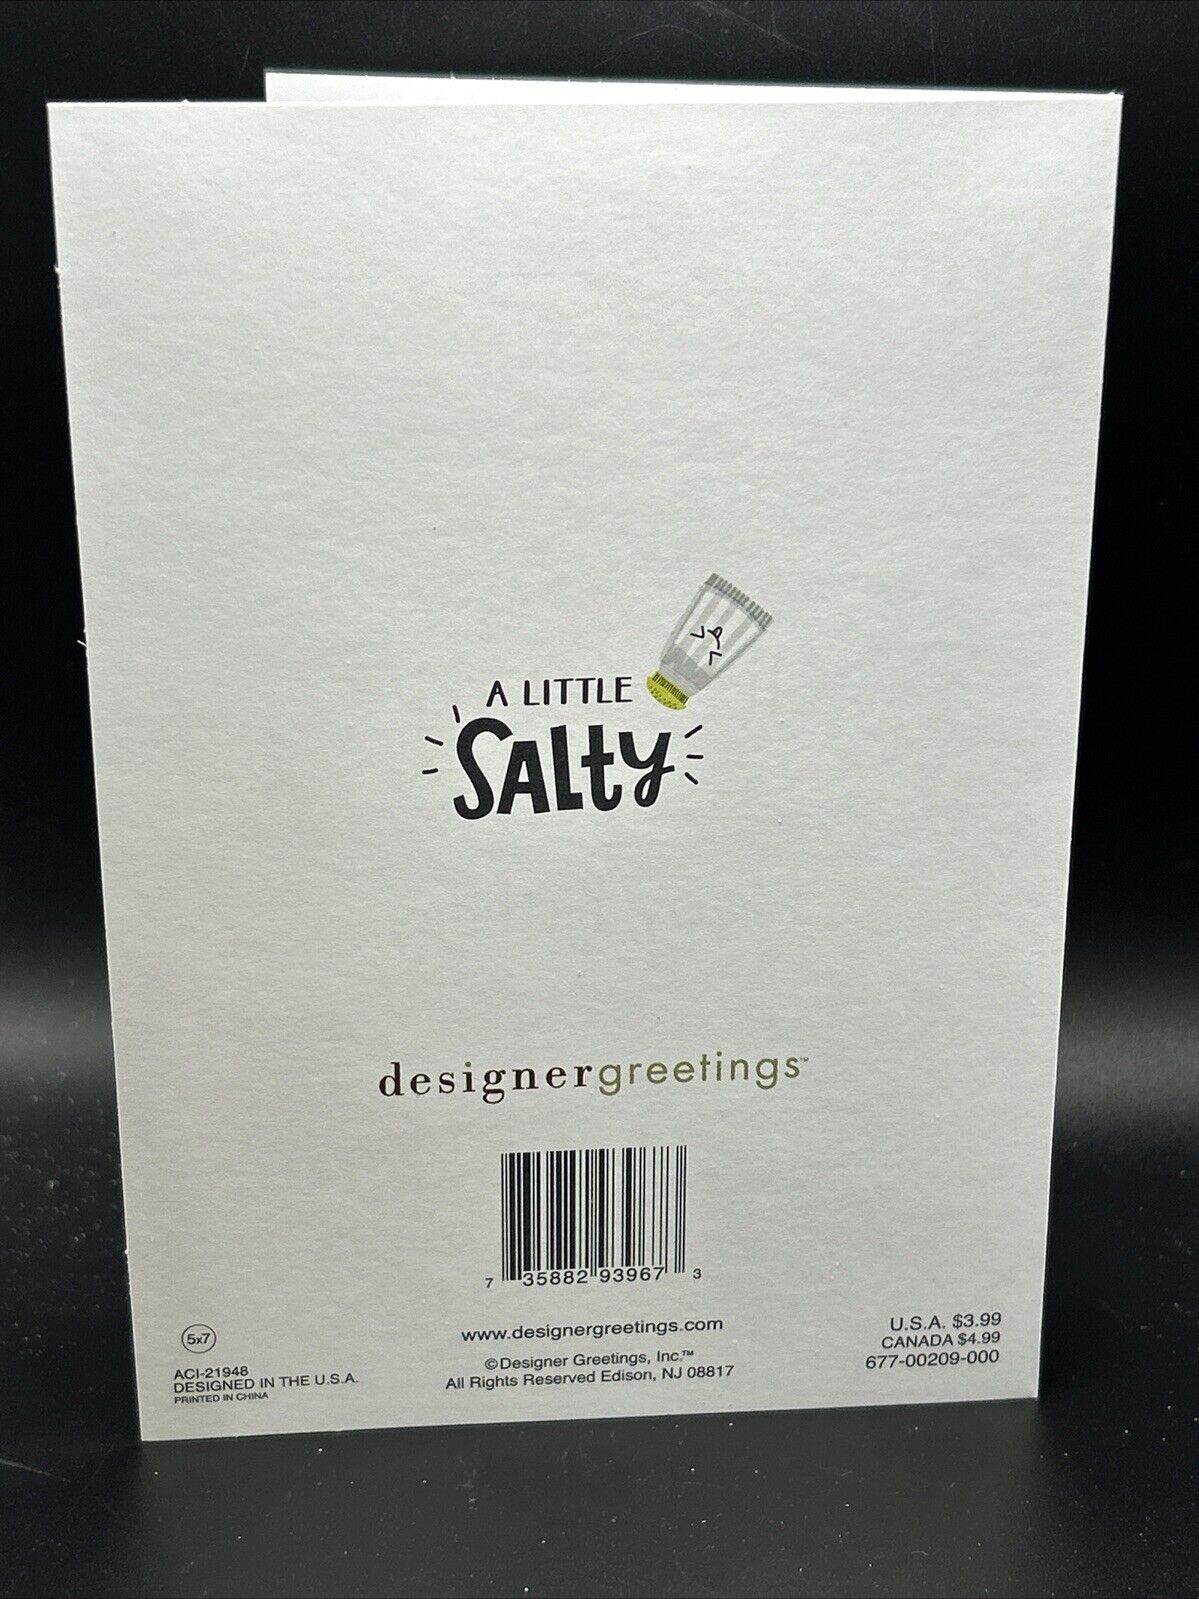 A LITTLE
SALty
designergreetings™
7 35882 93967 3
5x7
ACI-21948
DESIGNED IN THE U.S.A.
PRINTED IN CHINA
www.designergreetings.com
©Designer Greetings, Inc.™
All Rights Reserved Edison, NJ 08817
U.S.A. $3.99
CANADA $4.99
677-00209-000